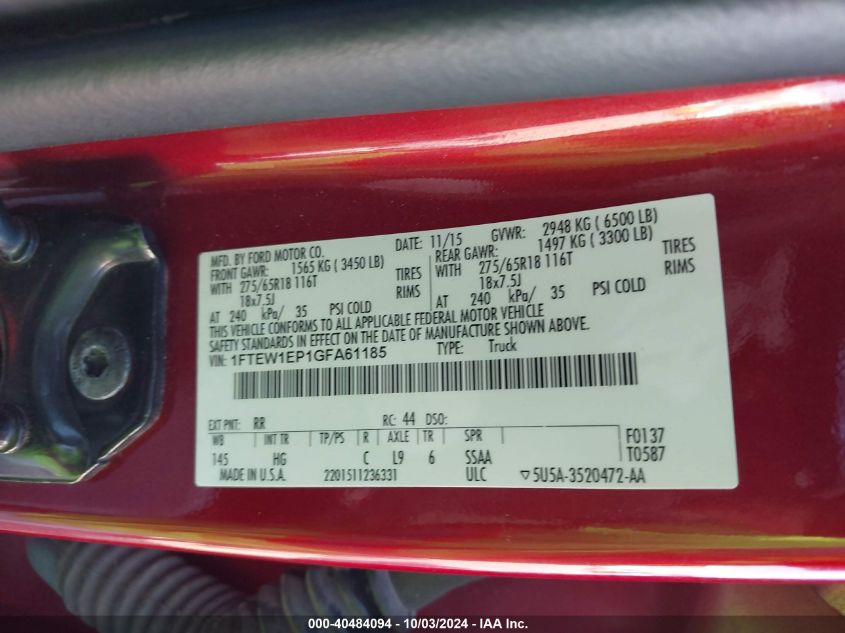 MFD. BY FORD MOTOR CO.
DATE: 11/15 GVWR: 2948 KG ( 6500 LB)
FRONT GAWR: 1565 KG ( 3450 LB)
REAR GAWR: 1497 KG ( 3300 LB)
WITH 275/65R18 116T TIRES
WITH 275/65R18 116T TIRES
18x7.5J RIMS
18x7.5J RIMS
AT 240 kPa/ 35 PSI COLD
AT 240 kPa/ 35 PSI COLD
THIS VEHICLE CONFORMS TO ALL APPLICABLE FEDERAL MOTOR VEHICLE
SAFETY STANDARDS IN EFFECT ON THE DATE OF MANUFACTURE SHOWN ABOVE.
VIN: 1FTEW1EP1GFA61185 TYPE: Truck
EXT PNT: RR RC: 44 DSO:
WB INT TR TP/PS R AXLE TR SPR F0137
145 HG C L9 6 SSAA T0587
MADE IN U.S.A. 2201511236331 ULC ▽5U5A-3520472-AA
000-40484094 - 10/03/2024 - IAA Inc.